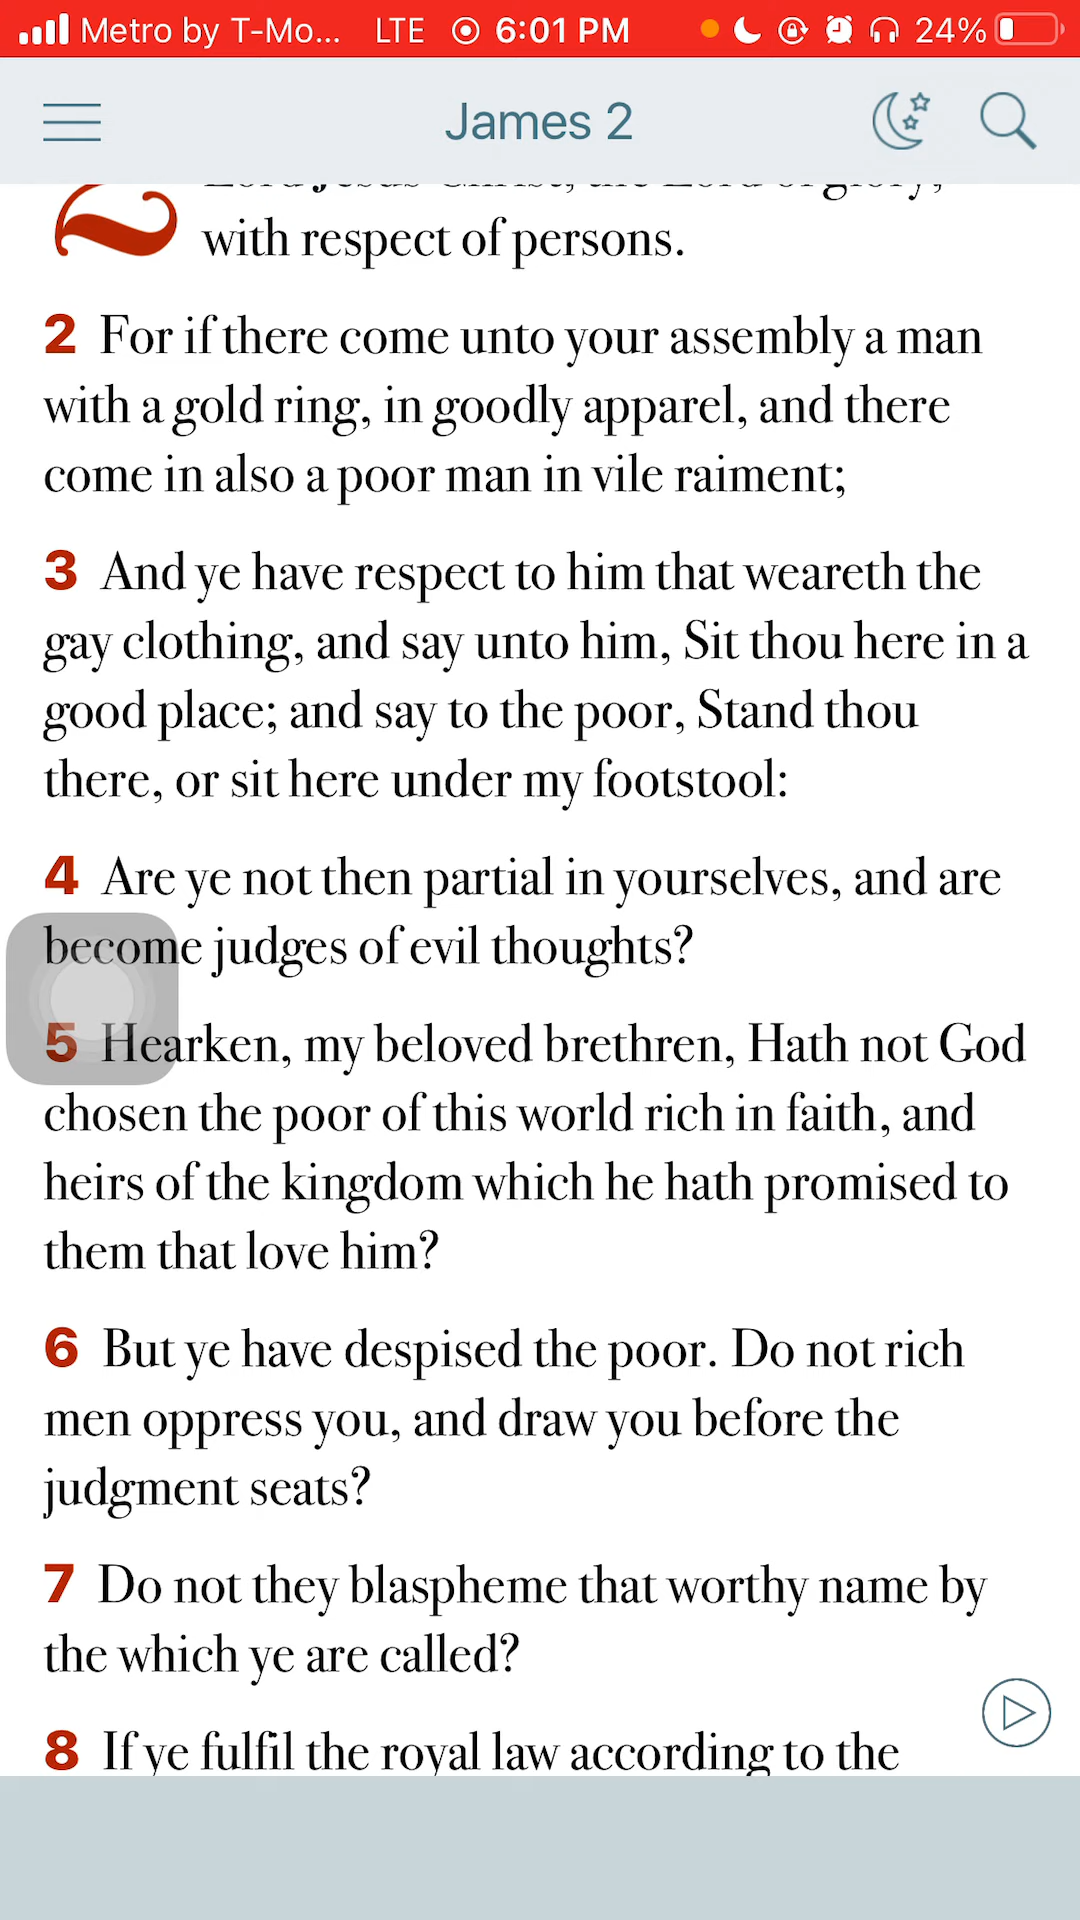 Metro by T-Mo... LTE 6:01 PM 24%
James 2
2 Lord Jesus Christ, the Lord of glory,
with respect of persons.
2 For if there come unto your assembly a man
with a gold ring, in goodly apparel, and there
come in also a poor man in vile raiment;
3 And ye have respect to him that weareth the
gay clothing, and say unto him, Sit thou here in a
good place; and say to the poor, Stand thou
there, or sit here under my footstool:
4 Are ye not then partial in yourselves, and are
become judges of evil thoughts?
5 Hearken, my beloved brethren, Hath not God
chosen the poor of this world rich in faith, and
heirs of the kingdom which he hath promised to
them that love him?
6 But ye have despised the poor. Do not rich
men oppress you, and draw you before the
judgment seats?
7 Do not they blaspheme that worthy name by
the which ye are called?
8 If ye fulfil the royal law according to the